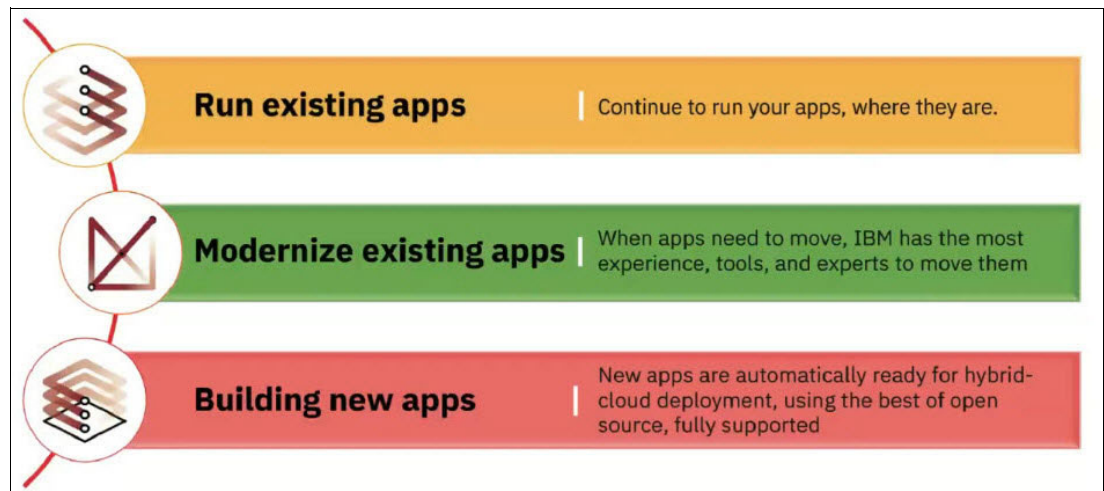 Run existing apps
Continue to run your apps, where they are.
Modernize existing apps
When apps need to move, IBM has the most
experience, tools, and experts to move them
Building new apps
New apps are automatically ready for hybrid-
cloud deployment, using the best of open
source, fully supported